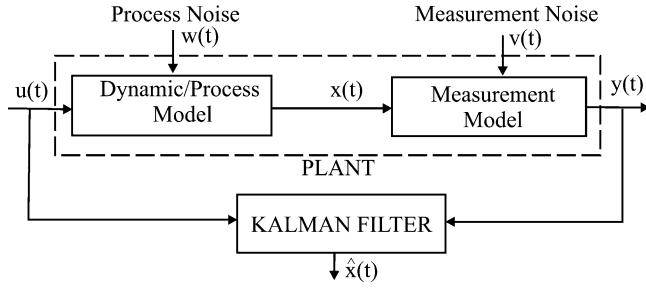 Process Noise
Measurement Noise
w(t)
v(t)
u(t)
Dynamic/Process
Model
x(t)
Measurement
Model
y(t)
PLANT
KALMAN FILTER
x̂(t)